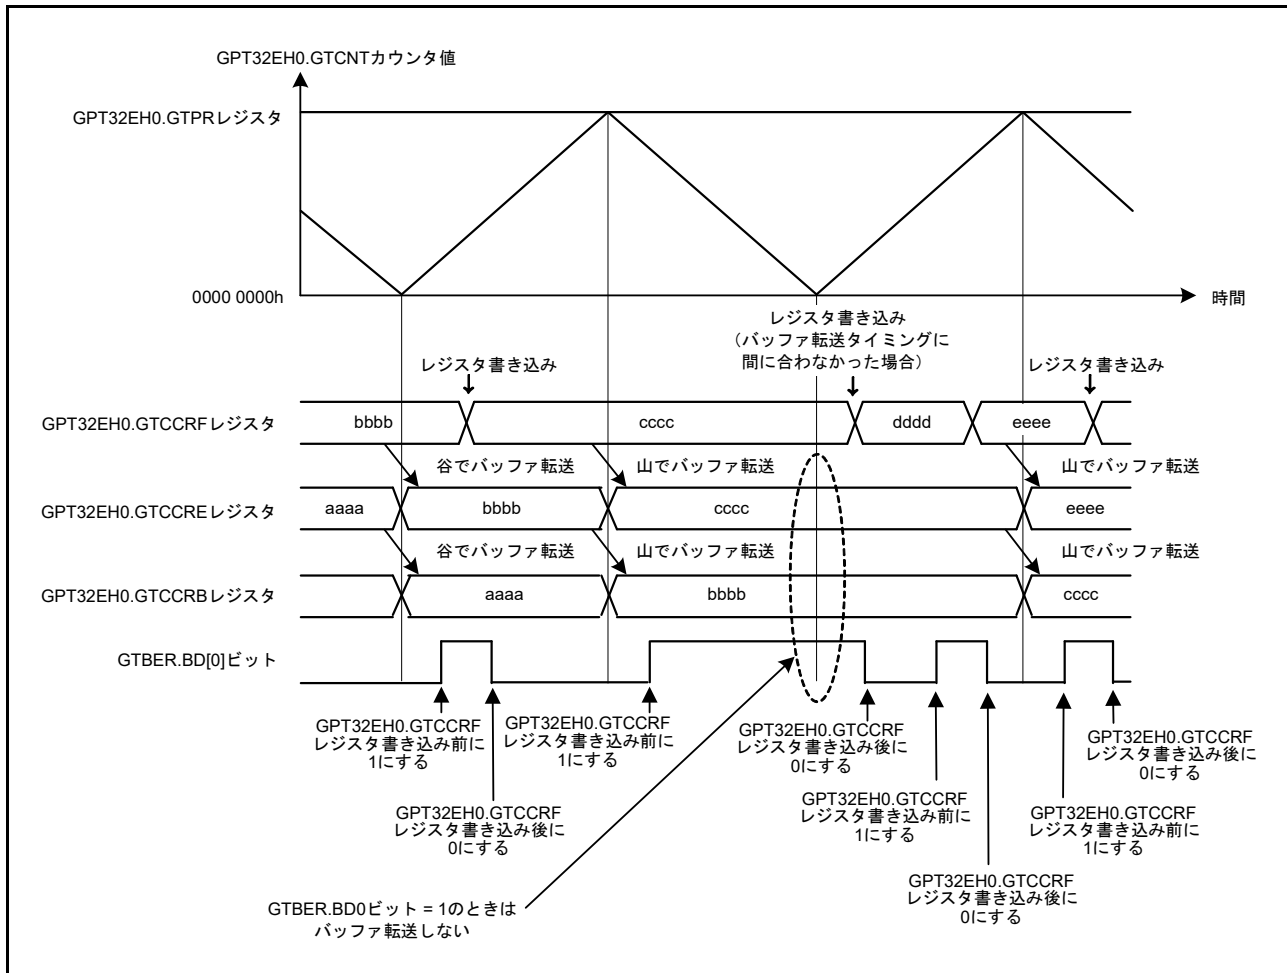 GPT32EH0.GTCNTカウンタ値
GPT32EH0.GTPRレジスタ
0000 0000h
時間
レジスタ書き込み
レジスタ書き込み
（バッファ転送タイミングに
間に合わなかった場合）
レジスタ書き込み
GPT32EH0.GTCCRFレジスタ
bbbb
cccc
dddd
eeee
谷でバッファ転送
山でバッファ転送
山でバッファ転送
GPT32EH0.GTCCREレジスタ
aaaa
bbbb
cccc
eeee
谷でバッファ転送
山でバッファ転送
山でバッファ転送
GPT32EH0.GTCCRBレジスタ
aaaa
bbbb
cccc
GTBER.BD[0]ビット
GPT32EH0.GTCCRF
レジスタ書き込み前に
1にする
GPT32EH0.GTCCRF
レジスタ書き込み後に
0にする
GPT32EH0.GTCCRF
レジスタ書き込み前に
1にする
GPT32EH0.GTCCRF
レジスタ書き込み後に
0にする
GPT32EH0.GTCCRF
レジスタ書き込み前に
1にする
GPT32EH0.GTCCRF
レジスタ書き込み後に
0にする
GPT32EH0.GTCCRF
レジスタ書き込み前に
1にする
GPT32EH0.GTCCRF
レジスタ書き込み後に
0にする
GTBER.BD0ビット = 1のときは
バッファ転送しない